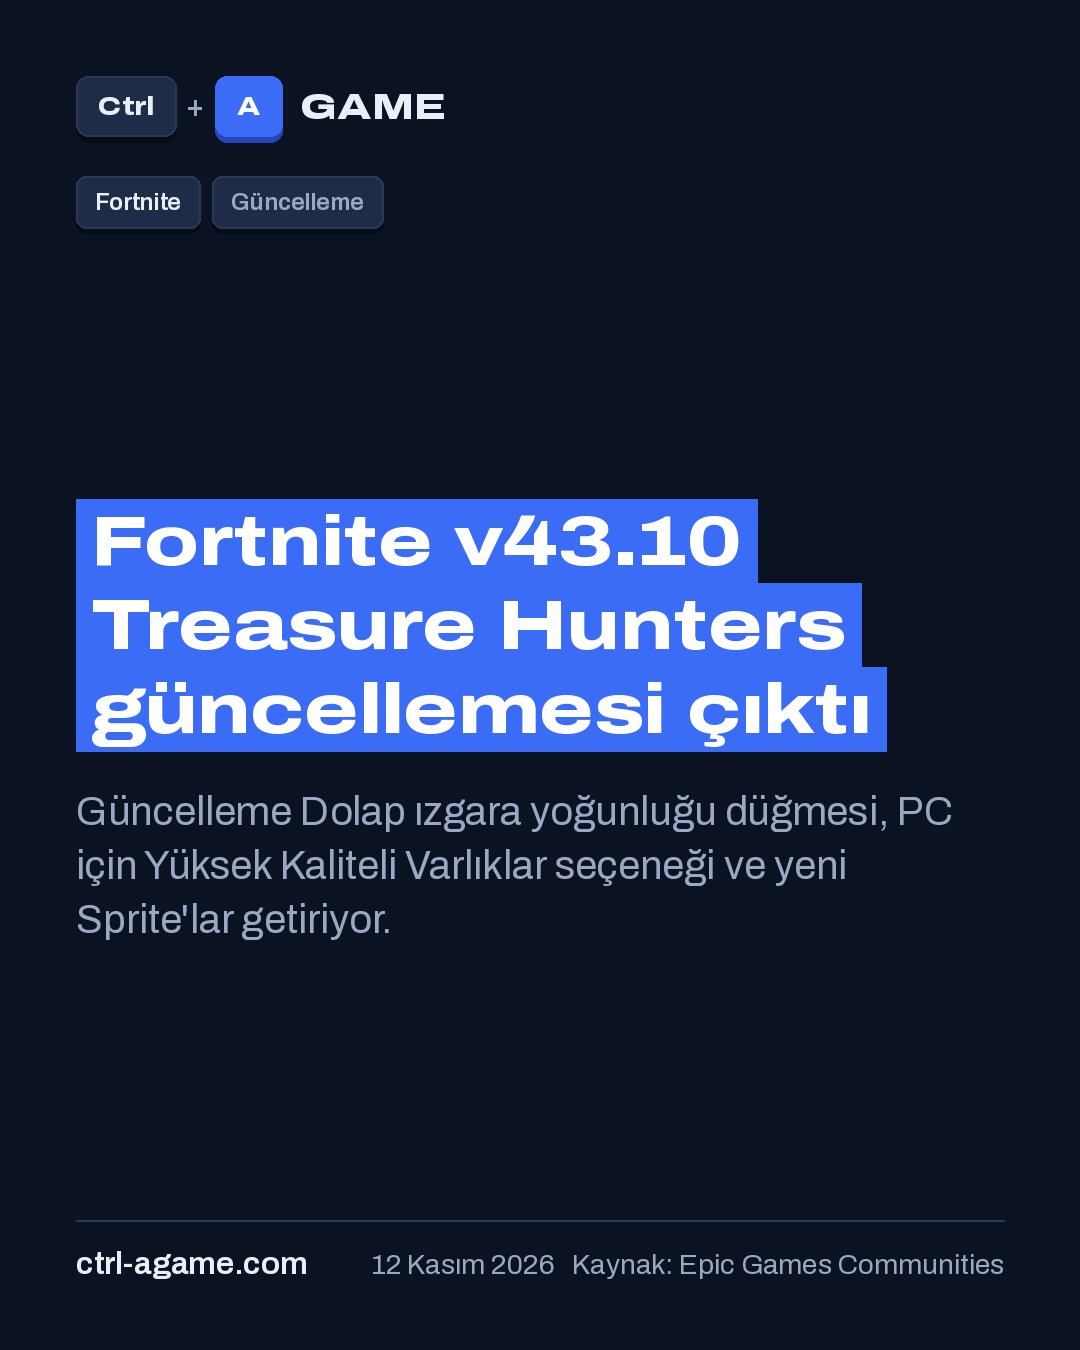 Ctrl + A GAME
Fortnite Güncelleme
Fortnite v43.10
Treasure Hunters
güncellemesi çıktı
Güncelleme Dolap ızgara yoğunluğu düğmesi, PC
için Yüksek Kaliteli Varlıklar seçeneği ve yeni
Sprite'lar getiriyor.
ctrl-agame.com 12 Kasım 2026 Kaynak: Epic Games Communities